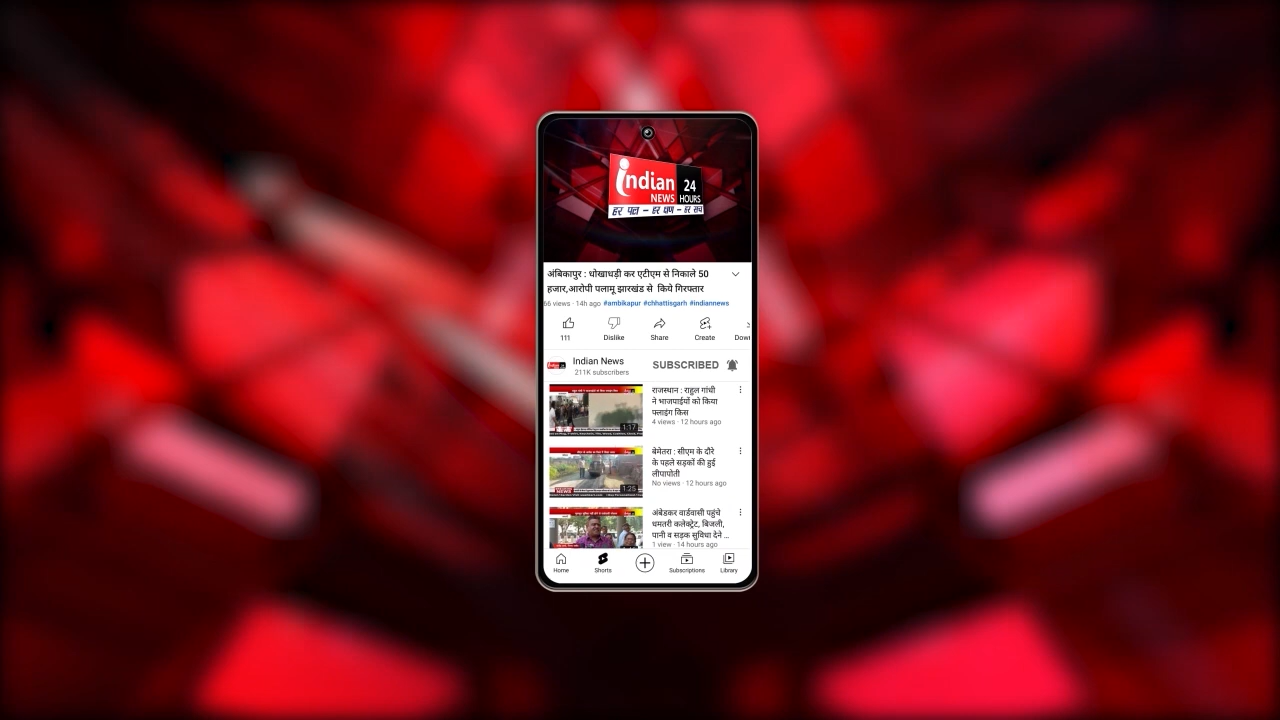 indian
NEWS
24
HOURS
हर पल - हर क्षण - हर सच
अंबिकापुर : धोखाधड़ी कर एटीएम से निकाले 50
हजार,आरोपी पलामू झारखंड से किये गिरफ्तार
66 views · 14h ago #ambikapur #chhattisgarh #indiannews
111
Dislike
Share
Create
Indian News
211K subscribers
SUBSCRIBED
राजस्थान : राहुल गांधी
ने भाजपाईयों को किया
फ्लाइंग किस
4 views · 12 hours ago
1:17
बेमेतरा : सीएम के दौरे
के पहले सड़कों की हुई
लीपापोती
No views · 12 hours ago
1:25
अंबेडकर वार्डवासी पहुंचे
धमतरी कलेक्ट्रेट, बिजली,
पानी व सड़क सुविधा देने ...
1 view · 14 hours ago
Home
Shorts
Subscriptions
Library